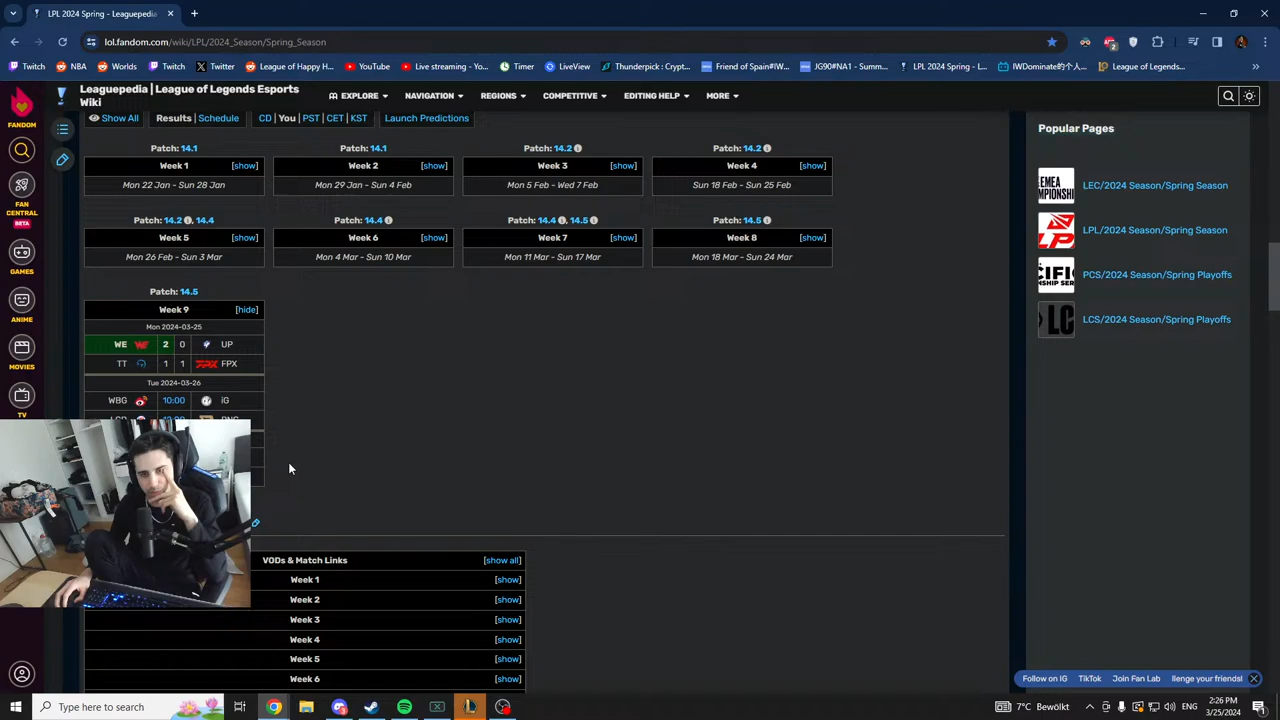 LPL 2024 Spring - Leaguepedia
lol.fandom.com/wiki/LPL/2024_Season/Spring_Season
Twitch
NBA
Worlds
Twitch
Twitter
League of Happy H...
YouTube
Live streaming - Yo...
Timer
LiveView
Thunderpick : Crypt...
Friend of Spain#IW...
JG90#NA1 - Summ...
LPL 2024 Spring - L...
IWDominate的个人...
League of Legends...
Leaguepedia | League of Legends Esports
Wiki
EXPLORE
NAVIGATION
REGIONS
COMPETITIVE
EDITING HELP
MORE
FANDOM
FAN
CENTRAL
BETA
GAMES
ANIME
MOVIES
TV
Show All
Results | Schedule
CD | You | PST | CET | KST
Launch Predictions
Patch: 14.1
Patch: 14.1
Patch: 14.2
Patch: 14.2
Week 1 [show]
Week 2 [show]
Week 3 [show]
Week 4 [show]
Mon 22 Jan - Sun 28 Jan
Mon 29 Jan - Sun 4 Feb
Mon 5 Feb - Wed 7 Feb
Sun 18 Feb - Sun 25 Feb
Patch: 14.2, 14.4
Patch: 14.4
Patch: 14.4, 14.5
Patch: 14.5
Week 5 [show]
Week 6 [show]
Week 7 [show]
Week 8 [show]
Mon 26 Feb - Sun 3 Mar
Mon 4 Mar - Sun 10 Mar
Mon 11 Mar - Sun 17 Mar
Mon 18 Mar - Sun 24 Mar
Patch: 14.5
Week 9 [hide]
Mon 2024-03-25
WE 2 0 UP
TT 1 1 FPX
Tue 2024-03-26
WBG 10:00 iG
VODs & Match Links [show all]
Week 1 [show]
Week 2 [show]
Week 3 [show]
Week 4 [show]
Week 5 [show]
Week 6 [show]
Popular Pages
LEC/2024 Season/Spring Season
LPL/2024 Season/Spring Season
PCS/2024 Season/Spring Playoffs
LCS/2024 Season/Spring Playoffs
Follow on IG
TikTok
Join Fan Lab
llenge your friends!
Type here to search
7°C Bewölkt
ENG
2:26 PM
3/25/2024